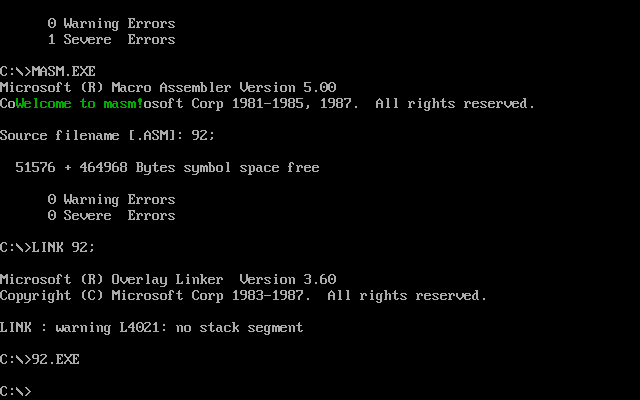 0 Warning Errors
1 Severe  Errors
C:\>MASM.EXE
Microsoft (R) Macro Assembler Version 5.00
CoWelcome to masm!osoft Corp 1981-1985, 1987.  All rights reserved.
Source filename [.ASM]: 92;
51576 + 464968 Bytes symbol space free
0 Warning Errors
0 Severe  Errors
C:\>LINK 92;
Microsoft (R) Overlay Linker  Version 3.60
Copyright (C) Microsoft Corp 1983-1987.  All rights reserved.
LINK : warning L4021: no stack segment
C:\>92.EXE
C:\>